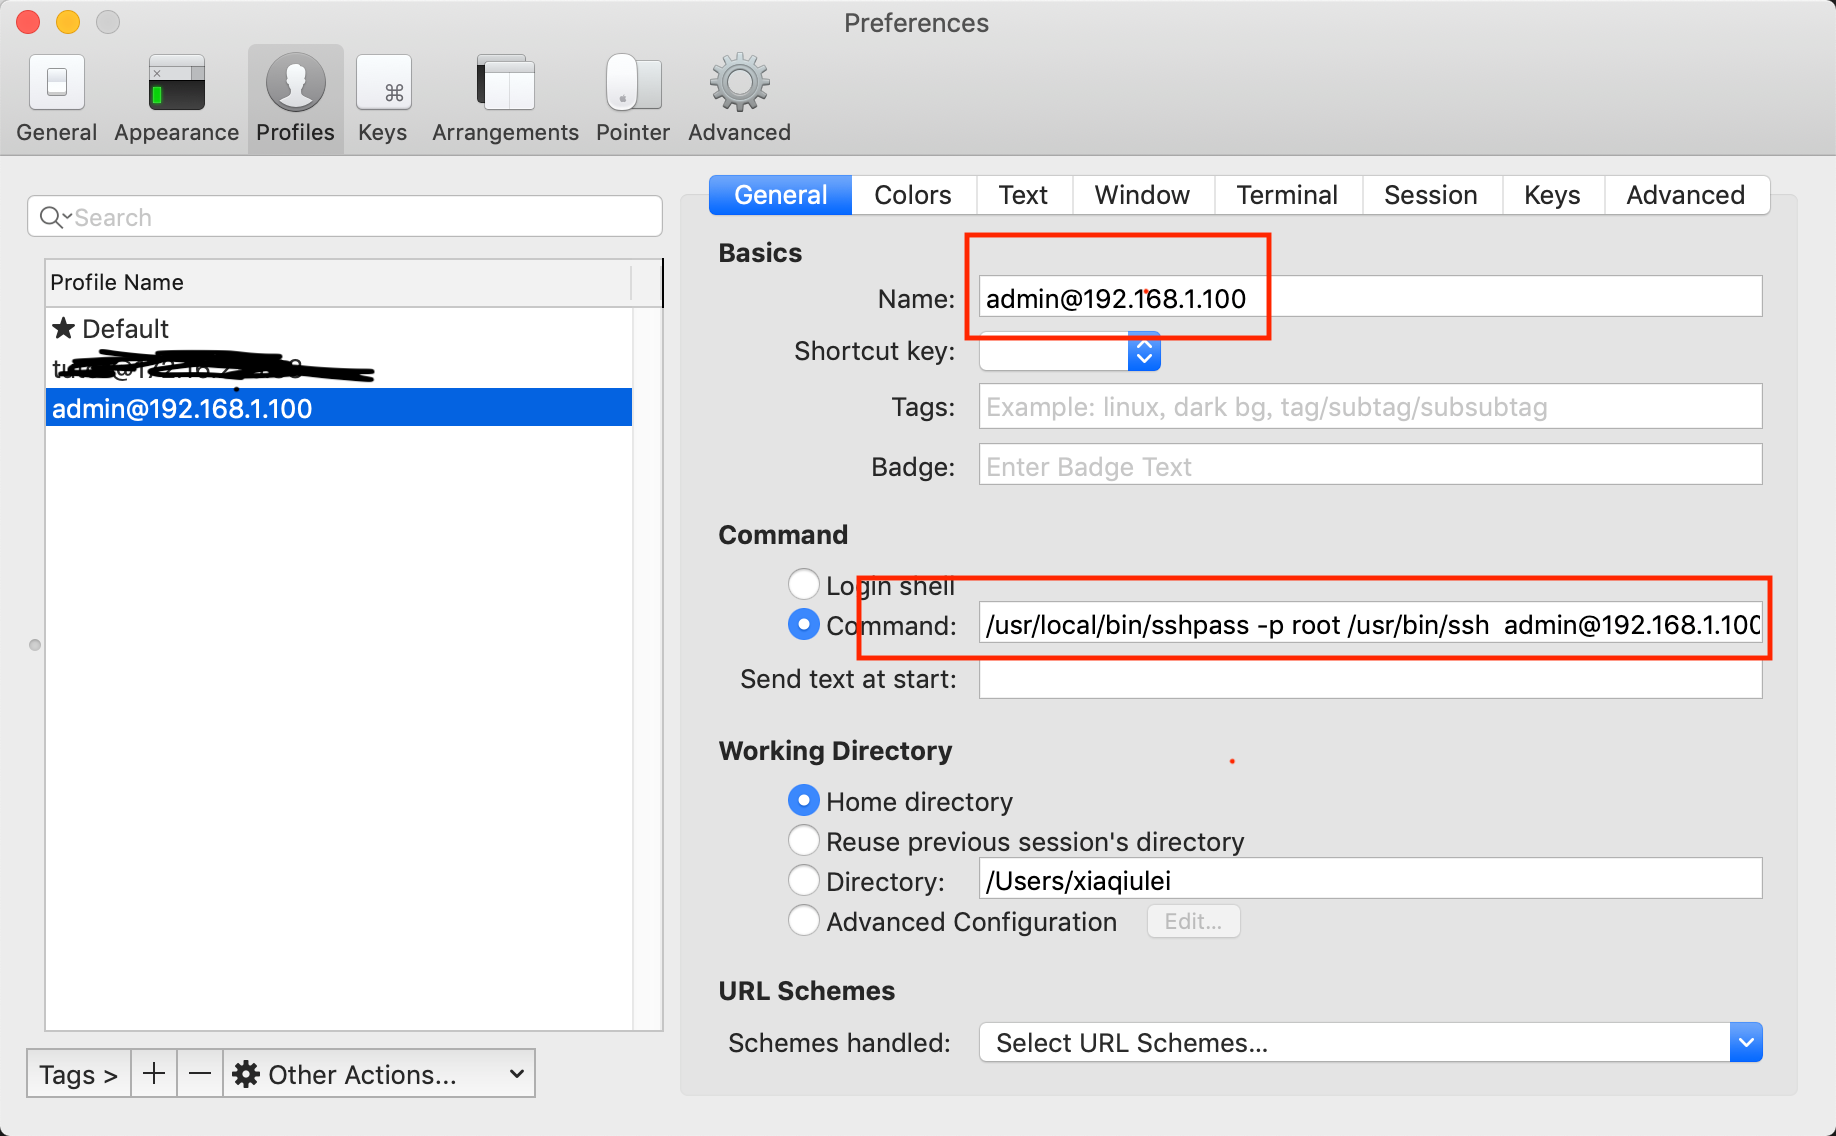 Preferences
General Appearance Profiles Keys Arrangements Pointer Advanced
Search
Profile Name
★ Default
admin@192.168.1.100
Tags > + − Other Actions...
General Colors Text Window Terminal Session Keys Advanced
Basics
Name: admin@192.168.1.100
Shortcut key:
Tags: Example: linux, dark bg, tag/subtag/subsubtag
Badge: Enter Badge Text
Command
Login shell
Command: /usr/local/bin/sshpass -p root /usr/bin/ssh  admin@192.168.1.100
Send text at start:
Working Directory
Home directory
Reuse previous session's directory
Directory: /Users/xiaqiulei
Advanced Configuration Edit...
URL Schemes
Schemes handled: Select URL Schemes...